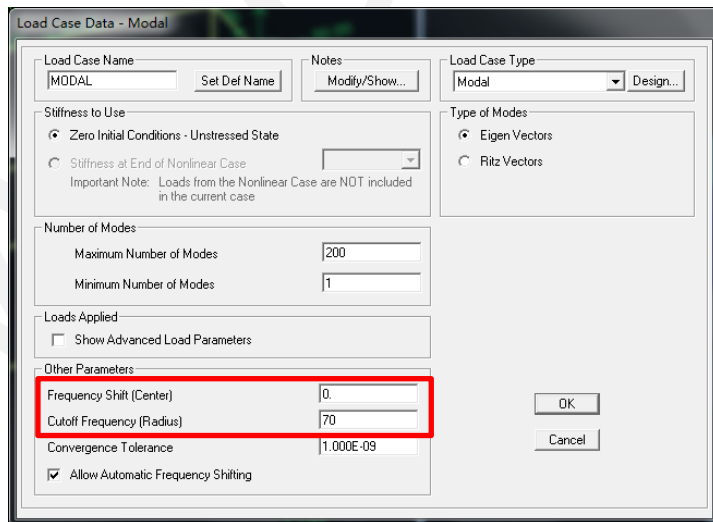 Load Case Data - Modal
Load Case Name
MODAL
Set Def Name
Notes
Modify/Show...
Load Case Type
Modal
Design...
Stiffness to Use
Zero Initial Conditions - Unstressed State
Stiffness at End of Nonlinear Case
Important Note: Loads from the Nonlinear Case are NOT included
in the current case
Type of Modes
Eigen Vectors
Ritz Vectors
Number of Modes
Maximum Number of Modes
200
Minimum Number of Modes
1
Loads Applied
Show Advanced Load Parameters
Other Parameters
Frequency Shift (Center)
0.
Cutoff Frequency (Radius)
70
Convergence Tolerance
1.000E-09
Allow Automatic Frequency Shifting
OK
Cancel